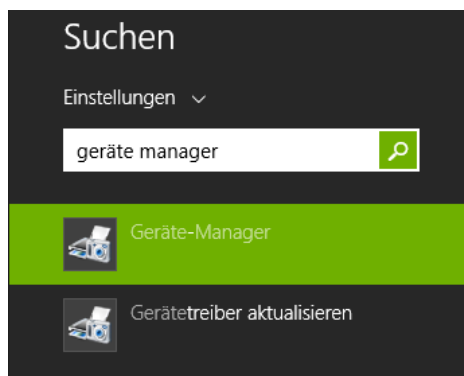 Suchen
Einstellungen
geräte manager
Geräte-Manager
Gerätetreiber aktualisieren